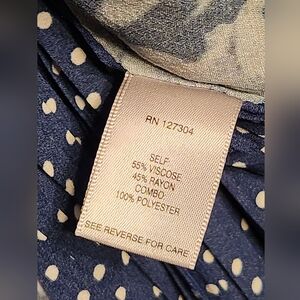 RN 127304
SELF
55% VISCOSE
45% RAYON
COMBO
100% POLYESTER
SEE REVERSE FOR CARE